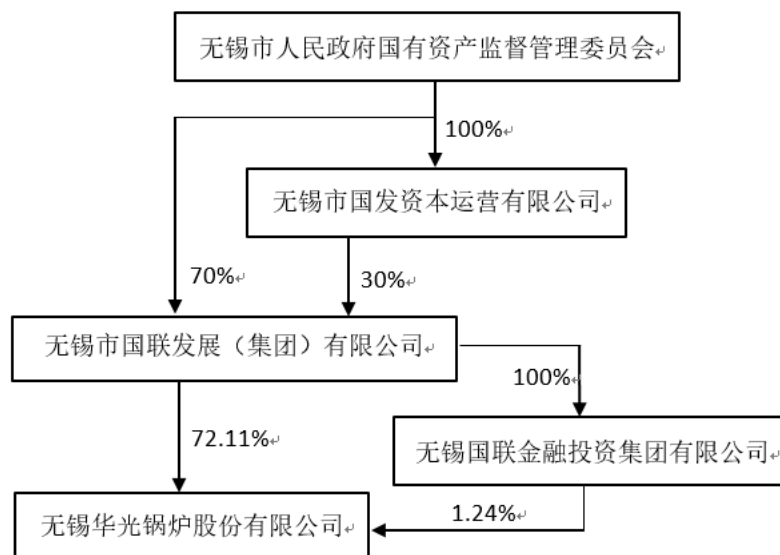 无锡市人民政府国有资产监督管理委员会
100%
无锡市国发资本运营有限公司
70%
30%
无锡市国联发展（集团）有限公司
100%
72.11%
无锡国联金融投资集团有限公司
无锡华光锅炉股份有限公司
1.24%